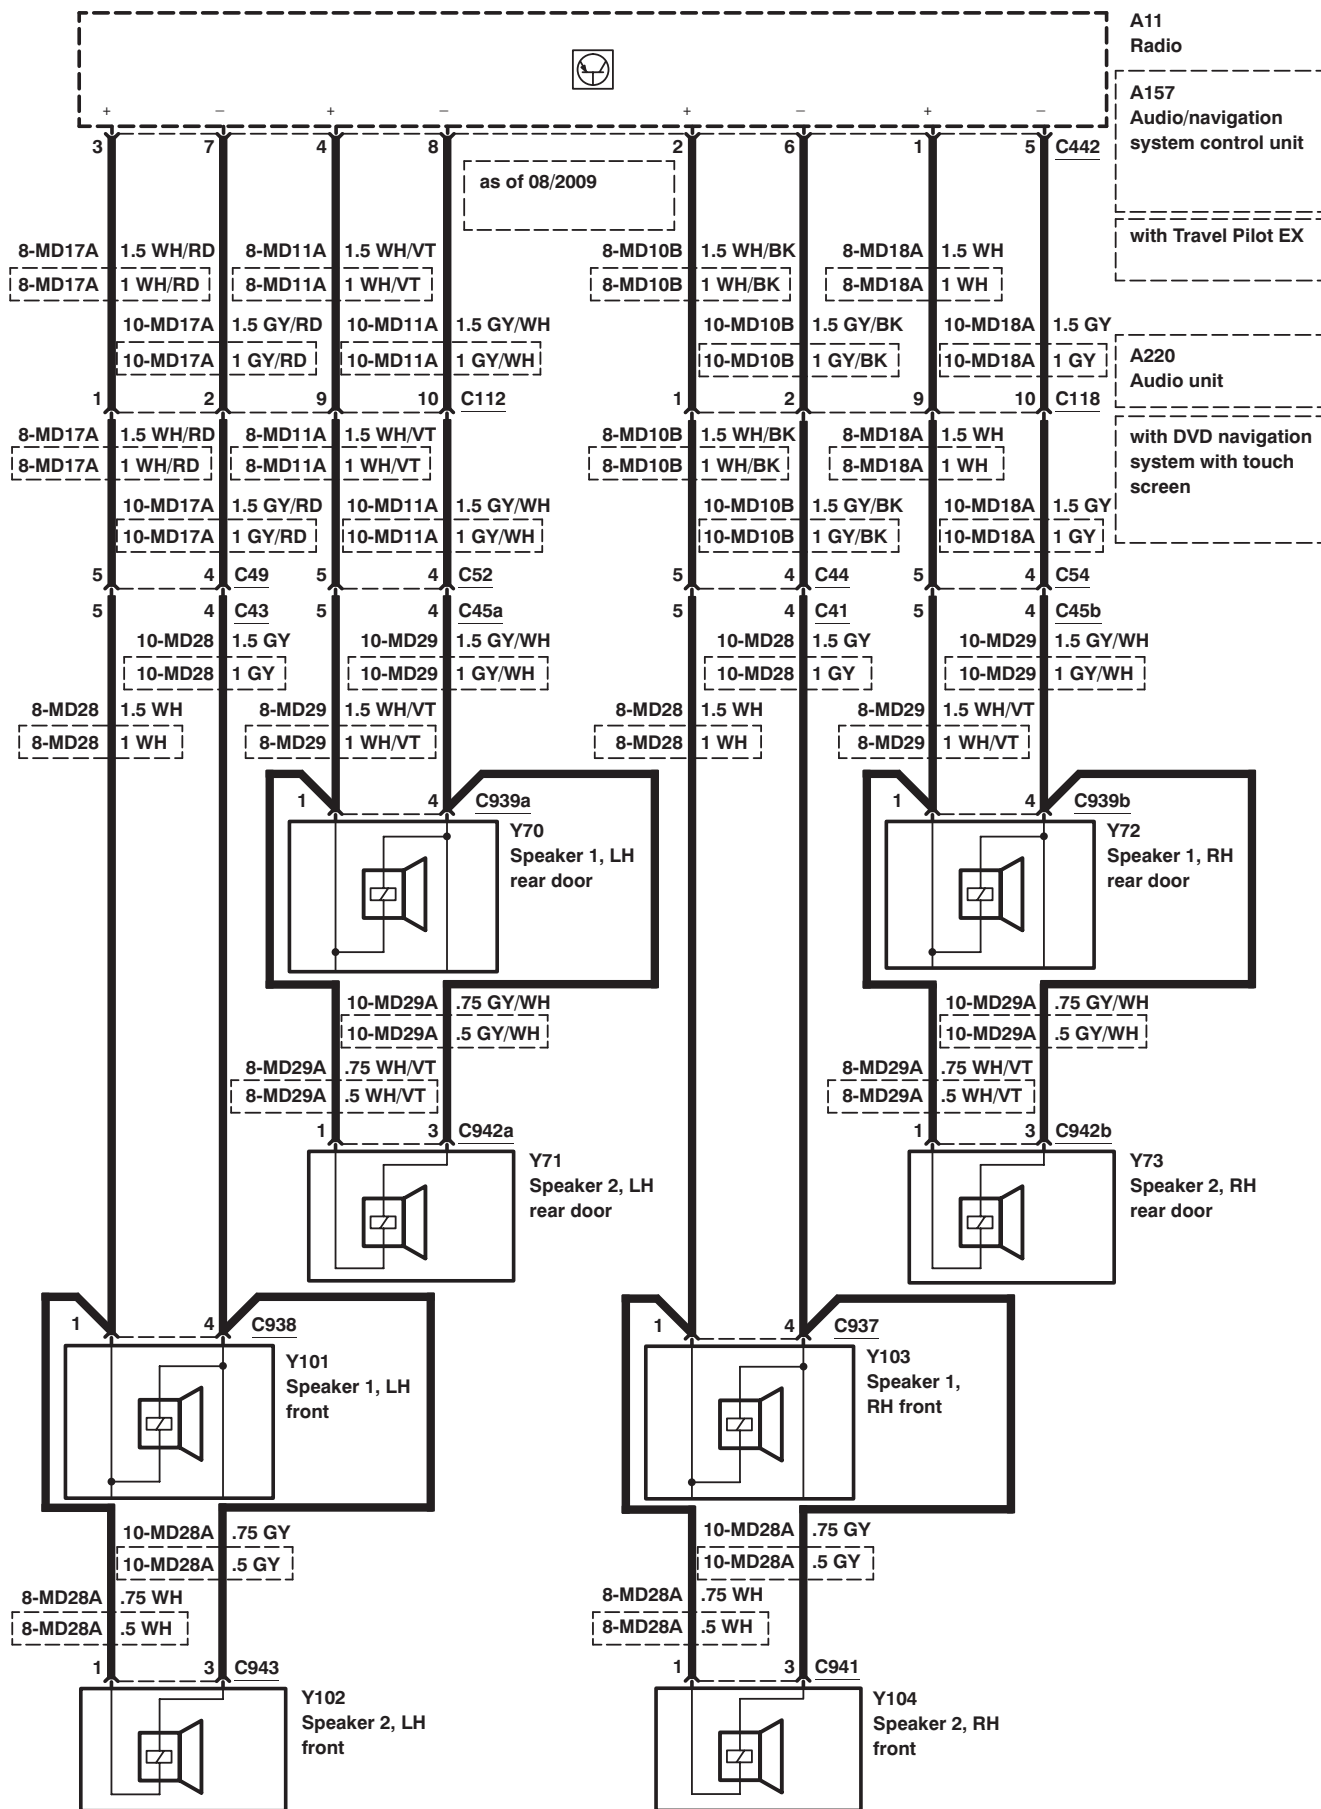 A11
Radio
A157
Audio/navigation
system control unit
with Travel Pilot EX
A220
Audio unit
with DVD navigation
system with touch
screen
+ − + − + − + −
3 7 4 8 2 6 1 5 C442
as of 08/2009
8-MD17A 1.5 WH/RD 8-MD11A 1.5 WH/VT 8-MD10B 1.5 WH/BK 8-MD18A 1.5 WH
8-MD17A 1 WH/RD 8-MD11A 1 WH/VT 8-MD10B 1 WH/BK 8-MD18A 1 WH
10-MD17A 1.5 GY/RD 10-MD11A 1.5 GY/WH 10-MD10B 1.5 GY/BK 10-MD18A 1.5 GY
10-MD17A 1 GY/RD 10-MD11A 1 GY/WH 10-MD10B 1 GY/BK 10-MD18A 1 GY
1 2 9 10 C112 1 2 9 10 C118
8-MD17A 1.5 WH/RD 8-MD11A 1.5 WH/VT 8-MD10B 1.5 WH/BK 8-MD18A 1.5 WH
8-MD17A 1 WH/RD 8-MD11A 1 WH/VT 8-MD10B 1 WH/BK 8-MD18A 1 WH
10-MD17A 1.5 GY/RD 10-MD11A 1.5 GY/WH 10-MD10B 1.5 GY/BK 10-MD18A 1.5 GY
10-MD17A 1 GY/RD 10-MD11A 1 GY/WH 10-MD10B 1 GY/BK 10-MD18A 1 GY
5 4 C49 5 4 C52 5 4 C44 5 4 C54
5 4 C43 5 4 C45a 5 4 C41 5 4 C45b
10-MD28 1.5 GY 10-MD29 1.5 GY/WH 10-MD28 1.5 GY 10-MD29 1.5 GY/WH
10-MD28 1 GY 10-MD29 1 GY/WH 10-MD28 1 GY 10-MD29 1 GY/WH
8-MD28 1.5 WH 8-MD29 1.5 WH/VT 8-MD28 1.5 WH 8-MD29 1.5 WH/VT
8-MD28 1 WH 8-MD29 1 WH/VT 8-MD28 1 WH 8-MD29 1 WH/VT
1 4 C939a 1 4 C939b
Y70
Speaker 1, LH
rear door
Y72
Speaker 1, RH
rear door
10-MD29A .75 GY/WH 10-MD29A .75 GY/WH
10-MD29A .5 GY/WH 10-MD29A .5 GY/WH
8-MD29A .75 WH/VT 8-MD29A .75 WH/VT
8-MD29A .5 WH/VT 8-MD29A .5 WH/VT
1 3 C942a 1 3 C942b
Y71
Speaker 2, LH
rear door
Y73
Speaker 2, RH
rear door
1 4 C938 1 4 C937
Y101
Speaker 1, LH
front
Y103
Speaker 1,
RH front
10-MD28A .75 GY 10-MD28A .75 GY
10-MD28A .5 GY 10-MD28A .5 GY
8-MD28A .75 WH 8-MD28A .75 WH
8-MD28A .5 WH 8-MD28A .5 WH
1 3 C943 1 3 C941
Y102
Speaker 2, LH
front
Y104
Speaker 2, RH
front